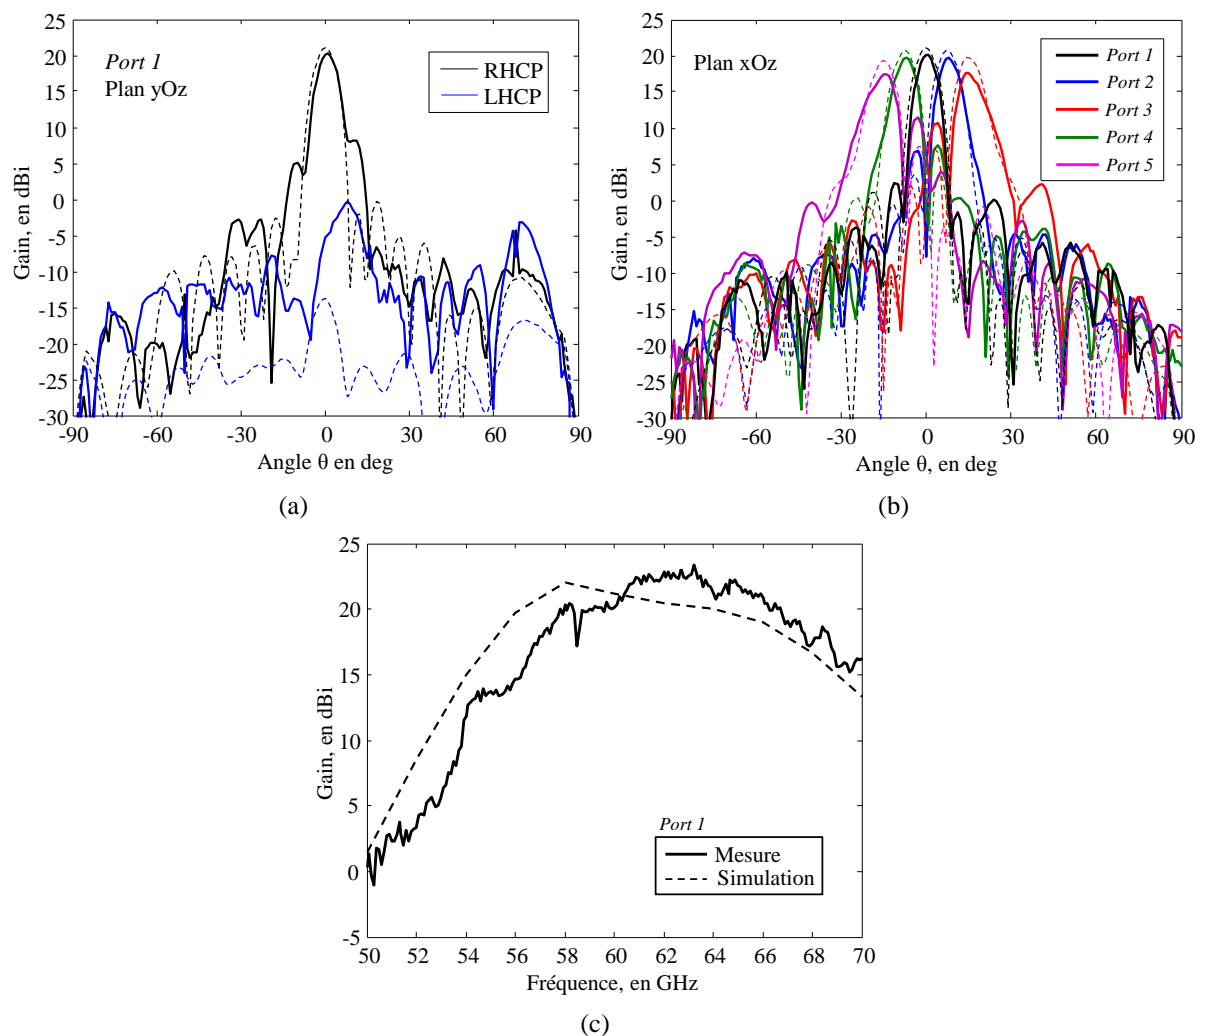 25
20
15
10
5
0
-5
-10
-15
-20
-25
-30
-90
-60
-30
0
30
60
90
Gain, en dBi
Angle θ en deg
Port 1
Plan yOz
RHCP
LHCP
(a)
25
20
15
10
5
0
-5
-10
-15
-20
-25
-30
-90
-60
-30
0
30
60
90
Gain, en dBi
Angle θ, en deg
Plan xOz
Port 1
Port 2
Port 3
Port 4
Port 5
(b)
25
20
15
10
5
0
-5
50
52
54
56
58
60
62
64
66
68
70
Gain, en dBi
Fréquence, en GHz
Port 1
Mesure
Simulation
(c)